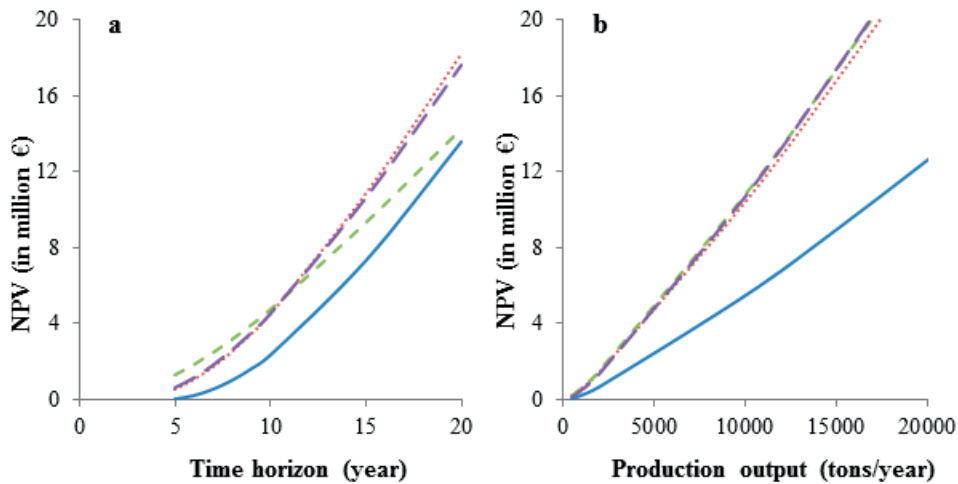 a
20
16
12
8
4
0
NPV (in million €)
0 5 10 15 20
Time horizon (year)
b
20
16
12
8
4
0
NPV (in million €)
0 5000 10000 15000 20000
Production output (tons/year)